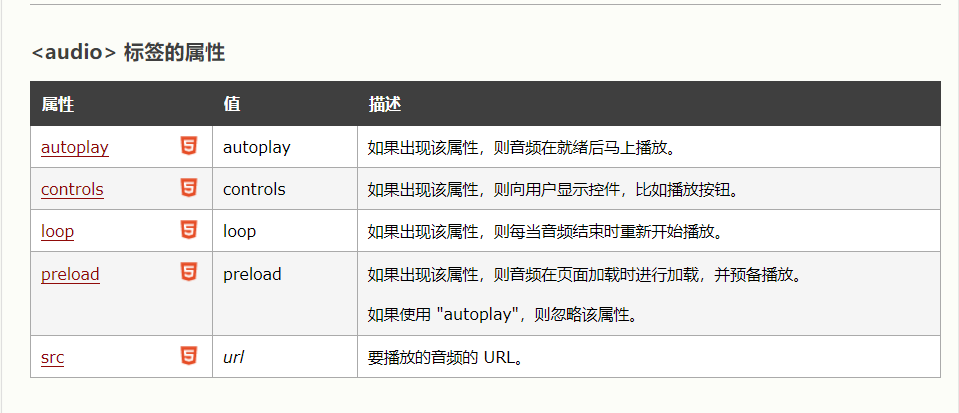 <audio> 标签的属性
属性 值 描述
autoplay 5 autoplay 如果出现该属性，则音频在就绪后马上播放。
controls 5 controls 如果出现该属性，则向用户显示控件，比如播放按钮。
loop 5 loop 如果出现该属性，则每当音频结束时重新开始播放。
preload 5 preload 如果出现该属性，则音频在页面加载时进行加载，并预备播放。
如果使用 "autoplay"，则忽略该属性。
src 5 url 要播放的音频的 URL。